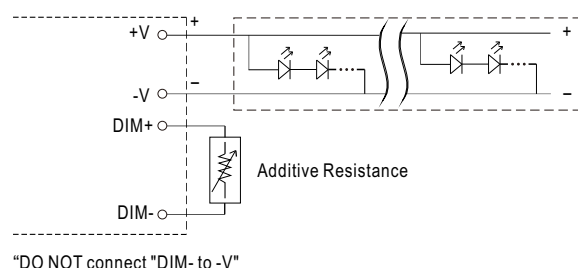 +V
+
+
-V
−
−
DIM+
Additive Resistance
DIM-
“DO NOT connect "DIM- to -V"